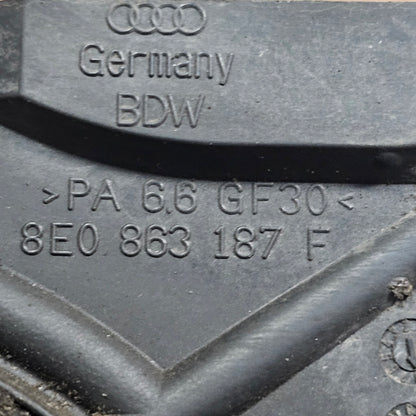 Germany
BDW
>PA 6.6 GF30<
8E0 863 187 F